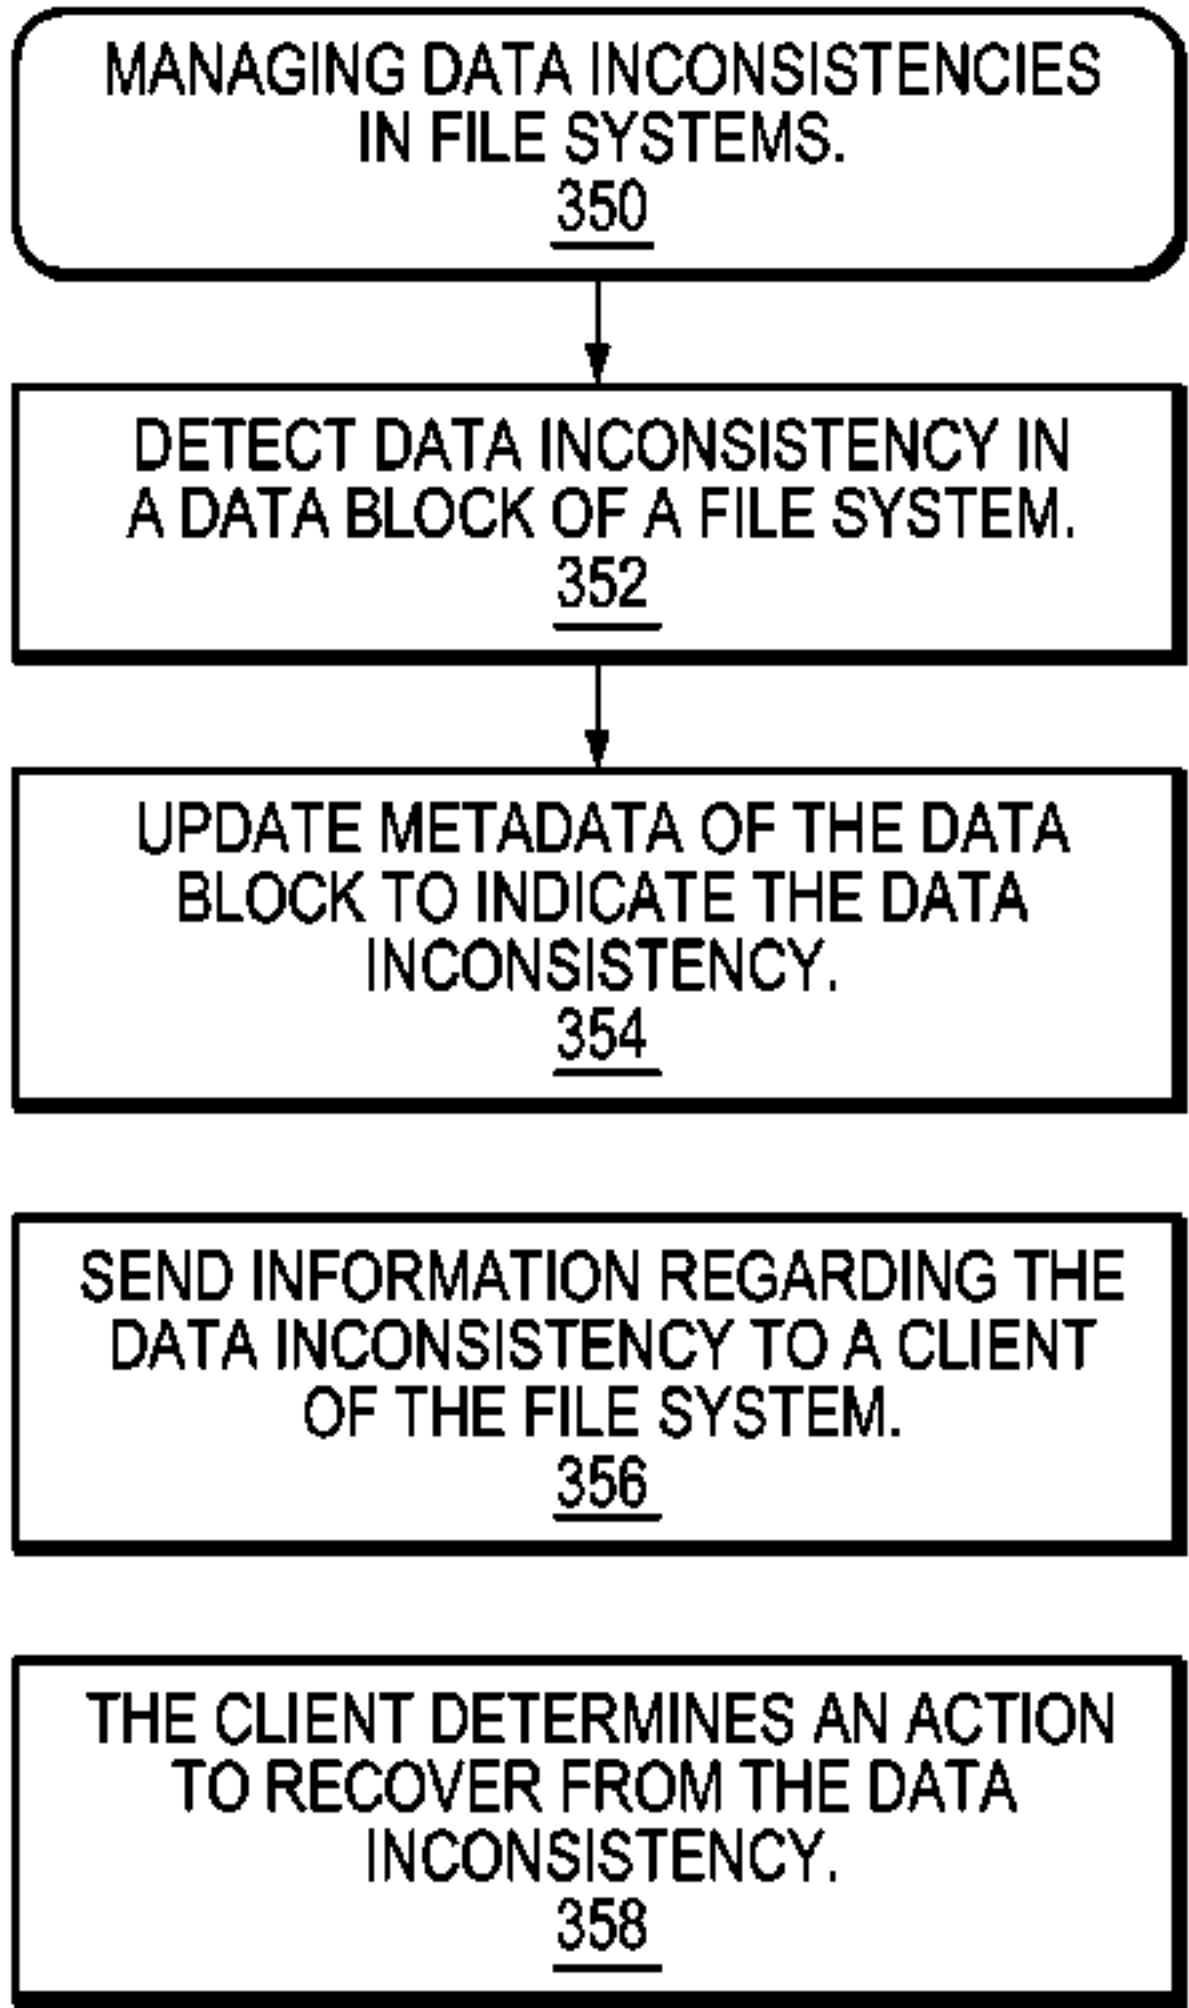 MANAGING DATA INCONSISTENCIES
IN FILE SYSTEMS.
350
DETECT DATA INCONSISTENCY IN
A DATA BLOCK OF A FILE SYSTEM.
352
UPDATE METADATA OF THE DATA
BLOCK TO INDICATE THE DATA
INCONSISTENCY.
354
SEND INFORMATION REGARDING THE
DATA INCONSISTENCY TO A CLIENT
OF THE FILE SYSTEM.
356
THE CLIENT DETERMINES AN ACTION
TO RECOVER FROM THE DATA
INCONSISTENCY.
358